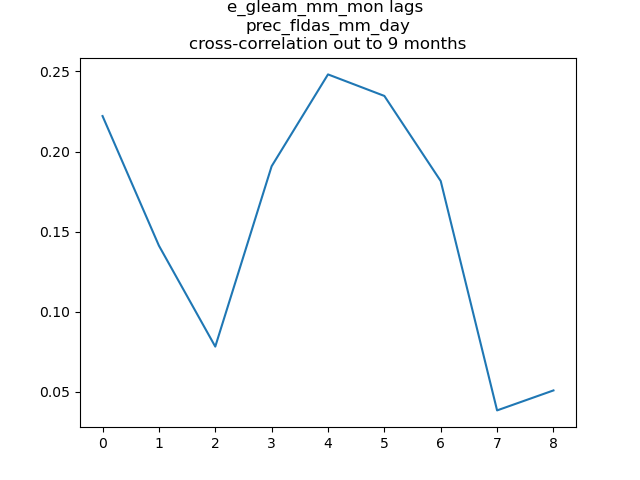 e_gleam_mm_mon lags
prec_fldas_mm_day
cross-correlation out to 9 months
0.25
0.20
0.15
0.10
0.05
0 1 2 3 4 5 6 7 8